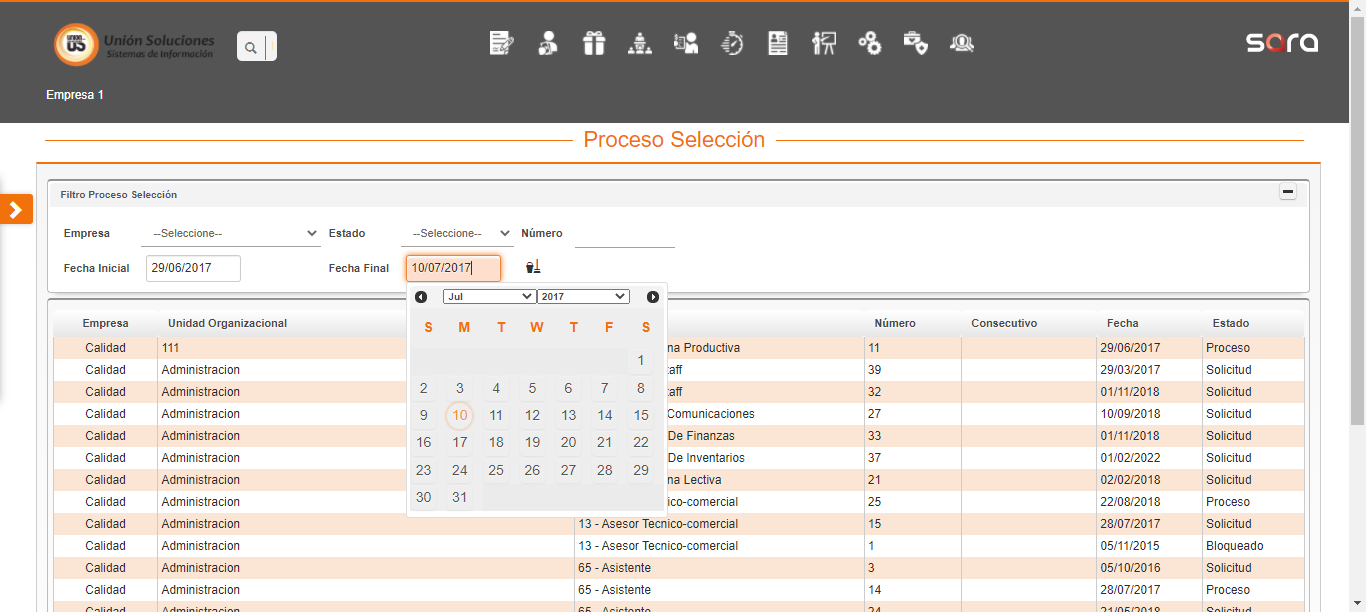 UNION
US
Unión Soluciones
Sistemas de Información
sara
Empresa 1
Proceso Selección
Filtro Proceso Selección
Empresa --Seleccione-- Estado --Seleccione-- Número
Fecha Inicial 29/06/2017 Fecha Final 10/07/2017
Jul 2017
S M T W T F S
1
2 3 4 5 6 7 8
9 10 11 12 13 14 15
16 17 18 19 20 21 22
23 24 25 26 27 28 29
30 31
Empresa Unidad Organizacional Número Consecutivo Fecha Estado
Calidad 111 Productiva 11 29/06/2017 Proceso
Calidad Administracion 39 29/03/2017 Solicitud
Calidad Administracion 32 01/11/2018 Solicitud
Calidad Administracion Comunicaciones 27 10/09/2018 Solicitud
Calidad Administracion De Finanzas 33 01/11/2018 Solicitud
Calidad Administracion De Inventarios 37 01/02/2022 Solicitud
Calidad Administracion Lectiva 21 02/02/2018 Solicitud
Calidad Administracion ico-comercial 25 22/08/2018 Proceso
Calidad Administracion 13 - Asesor Tecnico-comercial 15 28/07/2017 Solicitud
Calidad Administracion 13 - Asesor Tecnico-comercial 1 05/11/2015 Bloqueado
Calidad Administracion 65 - Asistente 3 05/10/2016 Solicitud
Calidad Administracion 65 - Asistente 14 28/07/2017 Proceso
Calidad Administracion 65 - Asistente 24 21/05/2018 Solicitud